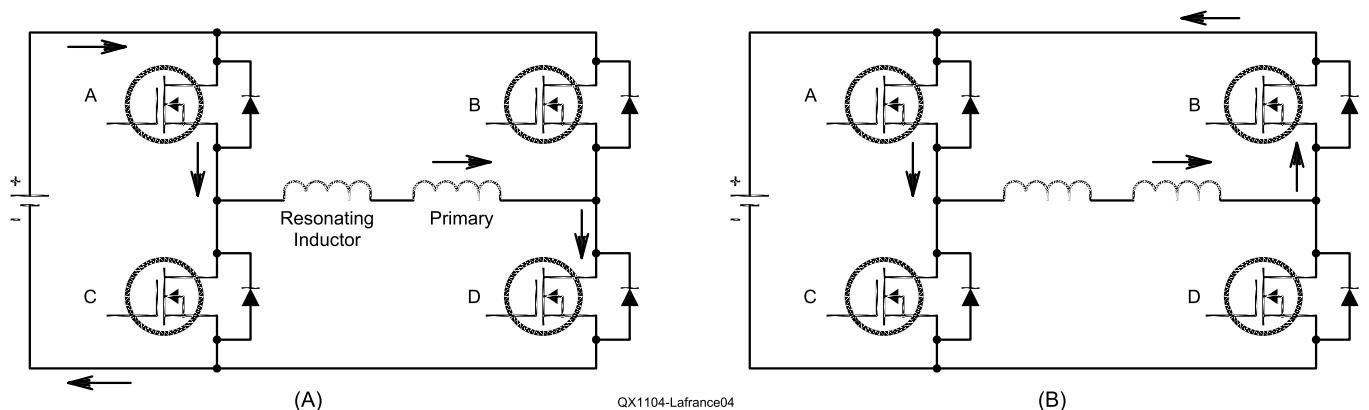 A
B
+
-
C
D
Resonating
Inductor
Primary
(A)
A
B
+
-
C
D
(B)
QX1104-Lafrance04